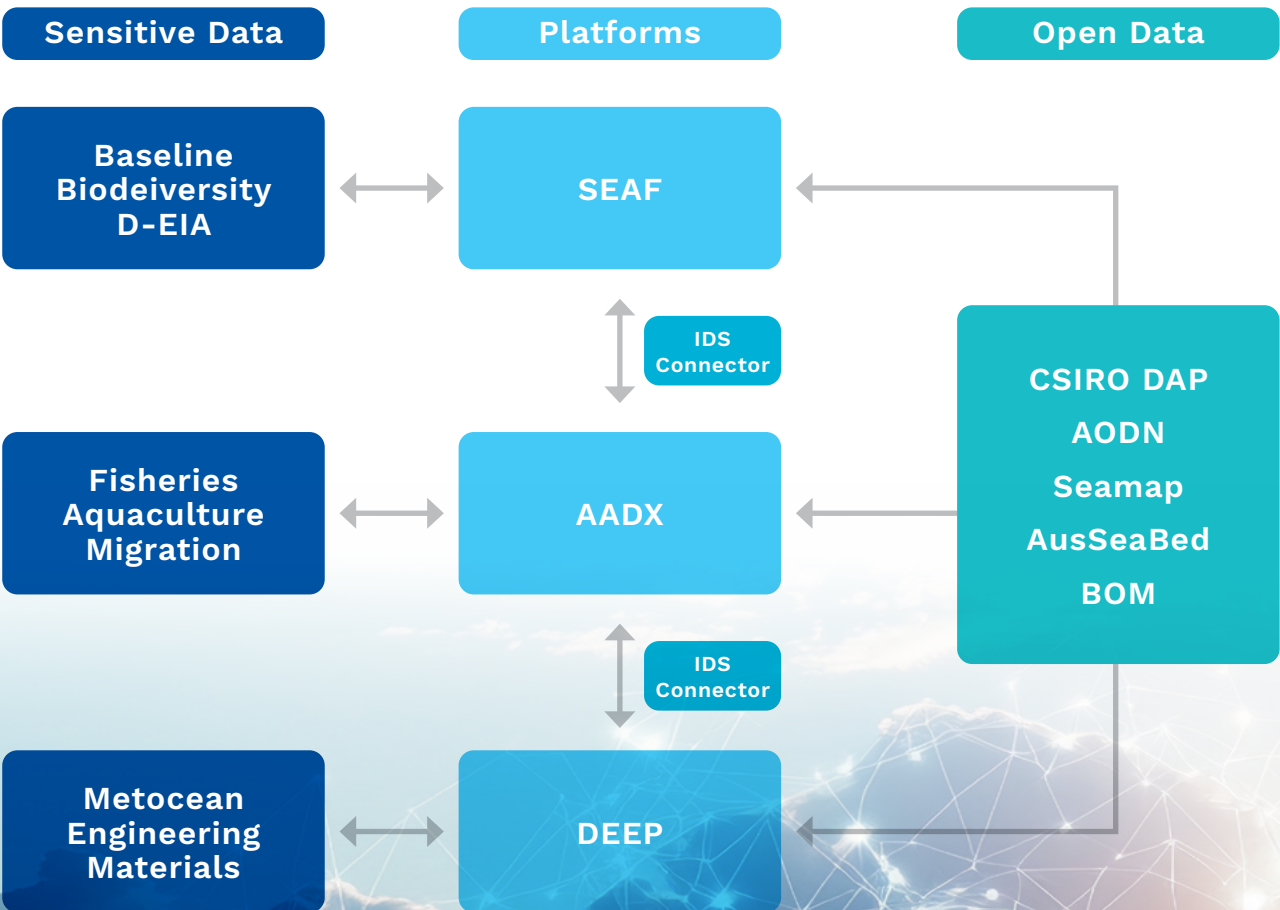 Sensitive Data
Platforms
Open Data
Baseline
Biodeiversity
D-EIA
SEAF
IDS
Connector
CSIRO DAP
AODN
Seamap
AusSeaBed
BOM
Fisheries
Aquaculture
Migration
AADX
IDS
Connector
Metocean
Engineering
Materials
DEEP